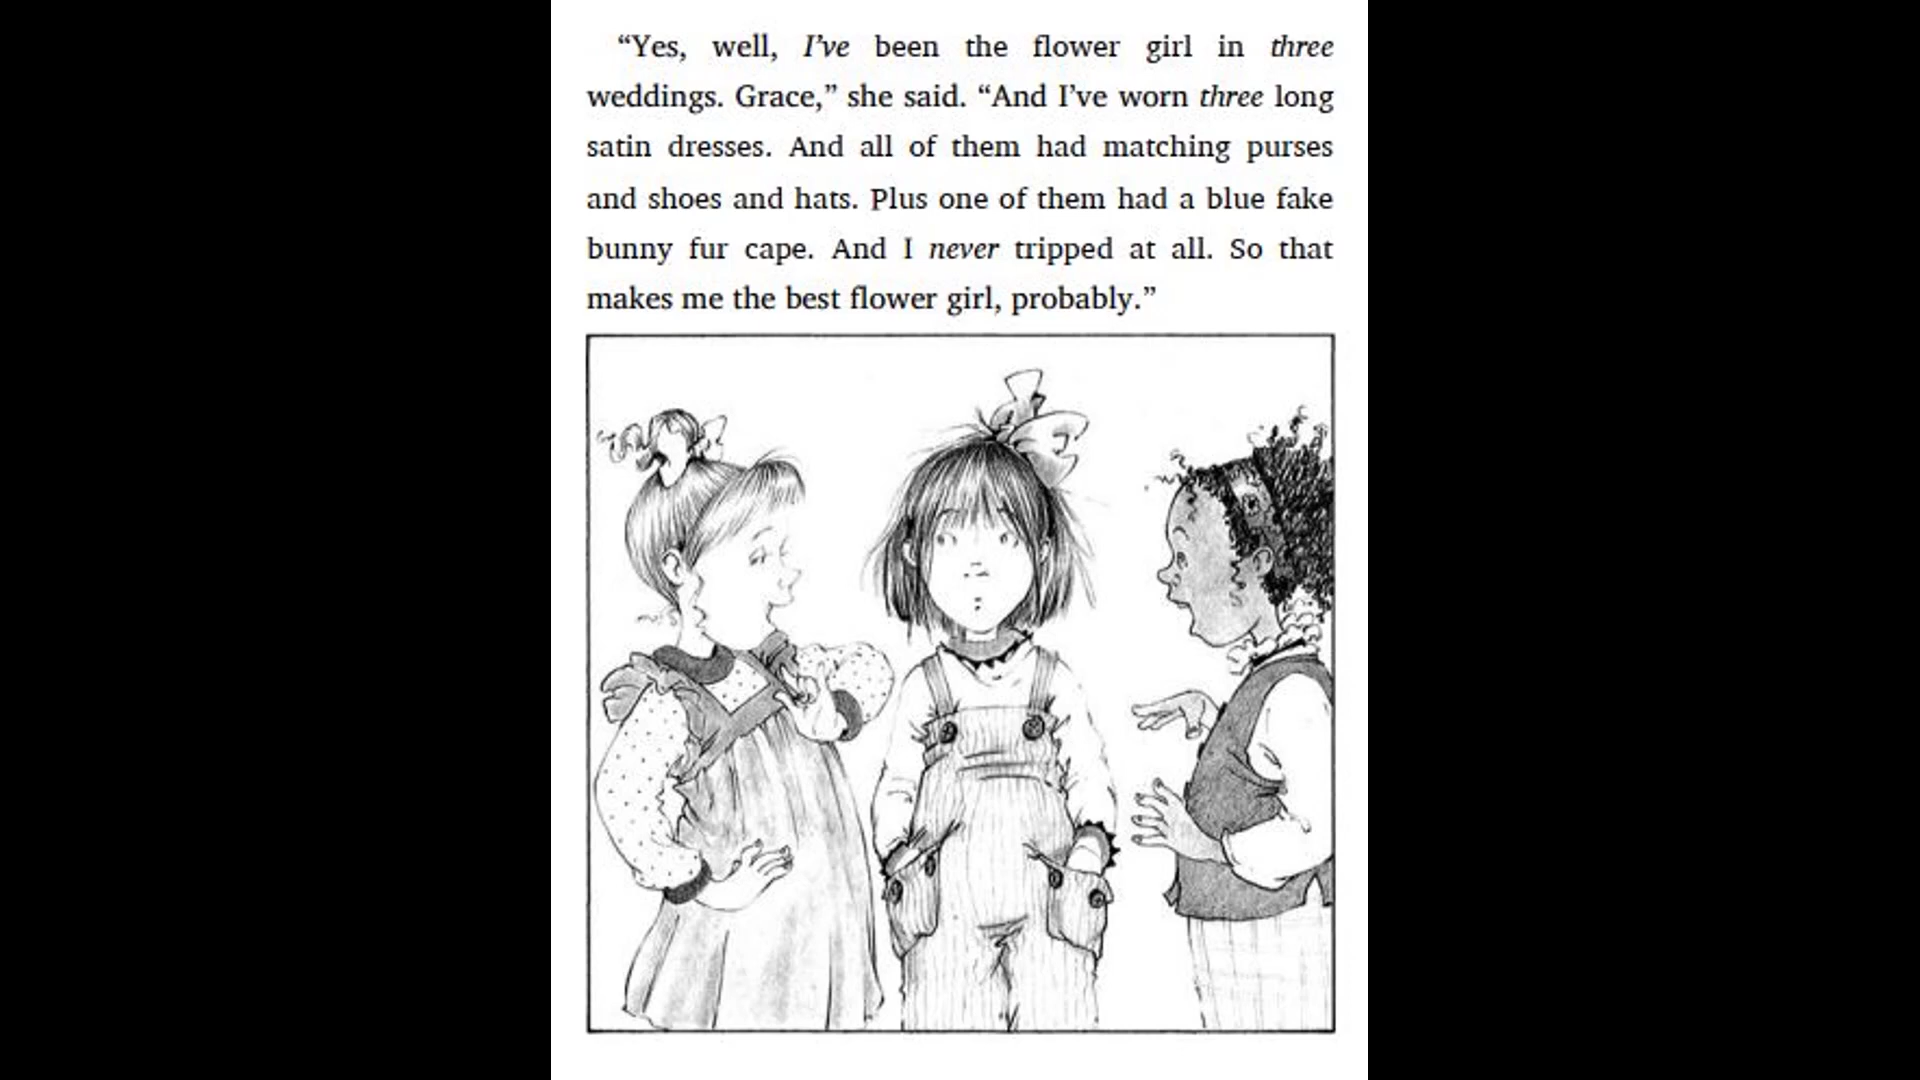 “Yes, well, I’ve been the flower girl in three
weddings. Grace,” she said. “And I’ve worn three long
satin dresses. And all of them had matching purses
and shoes and hats. Plus one of them had a blue fake
bunny fur cape. And I never tripped at all. So that
makes me the best flower girl, probably.”